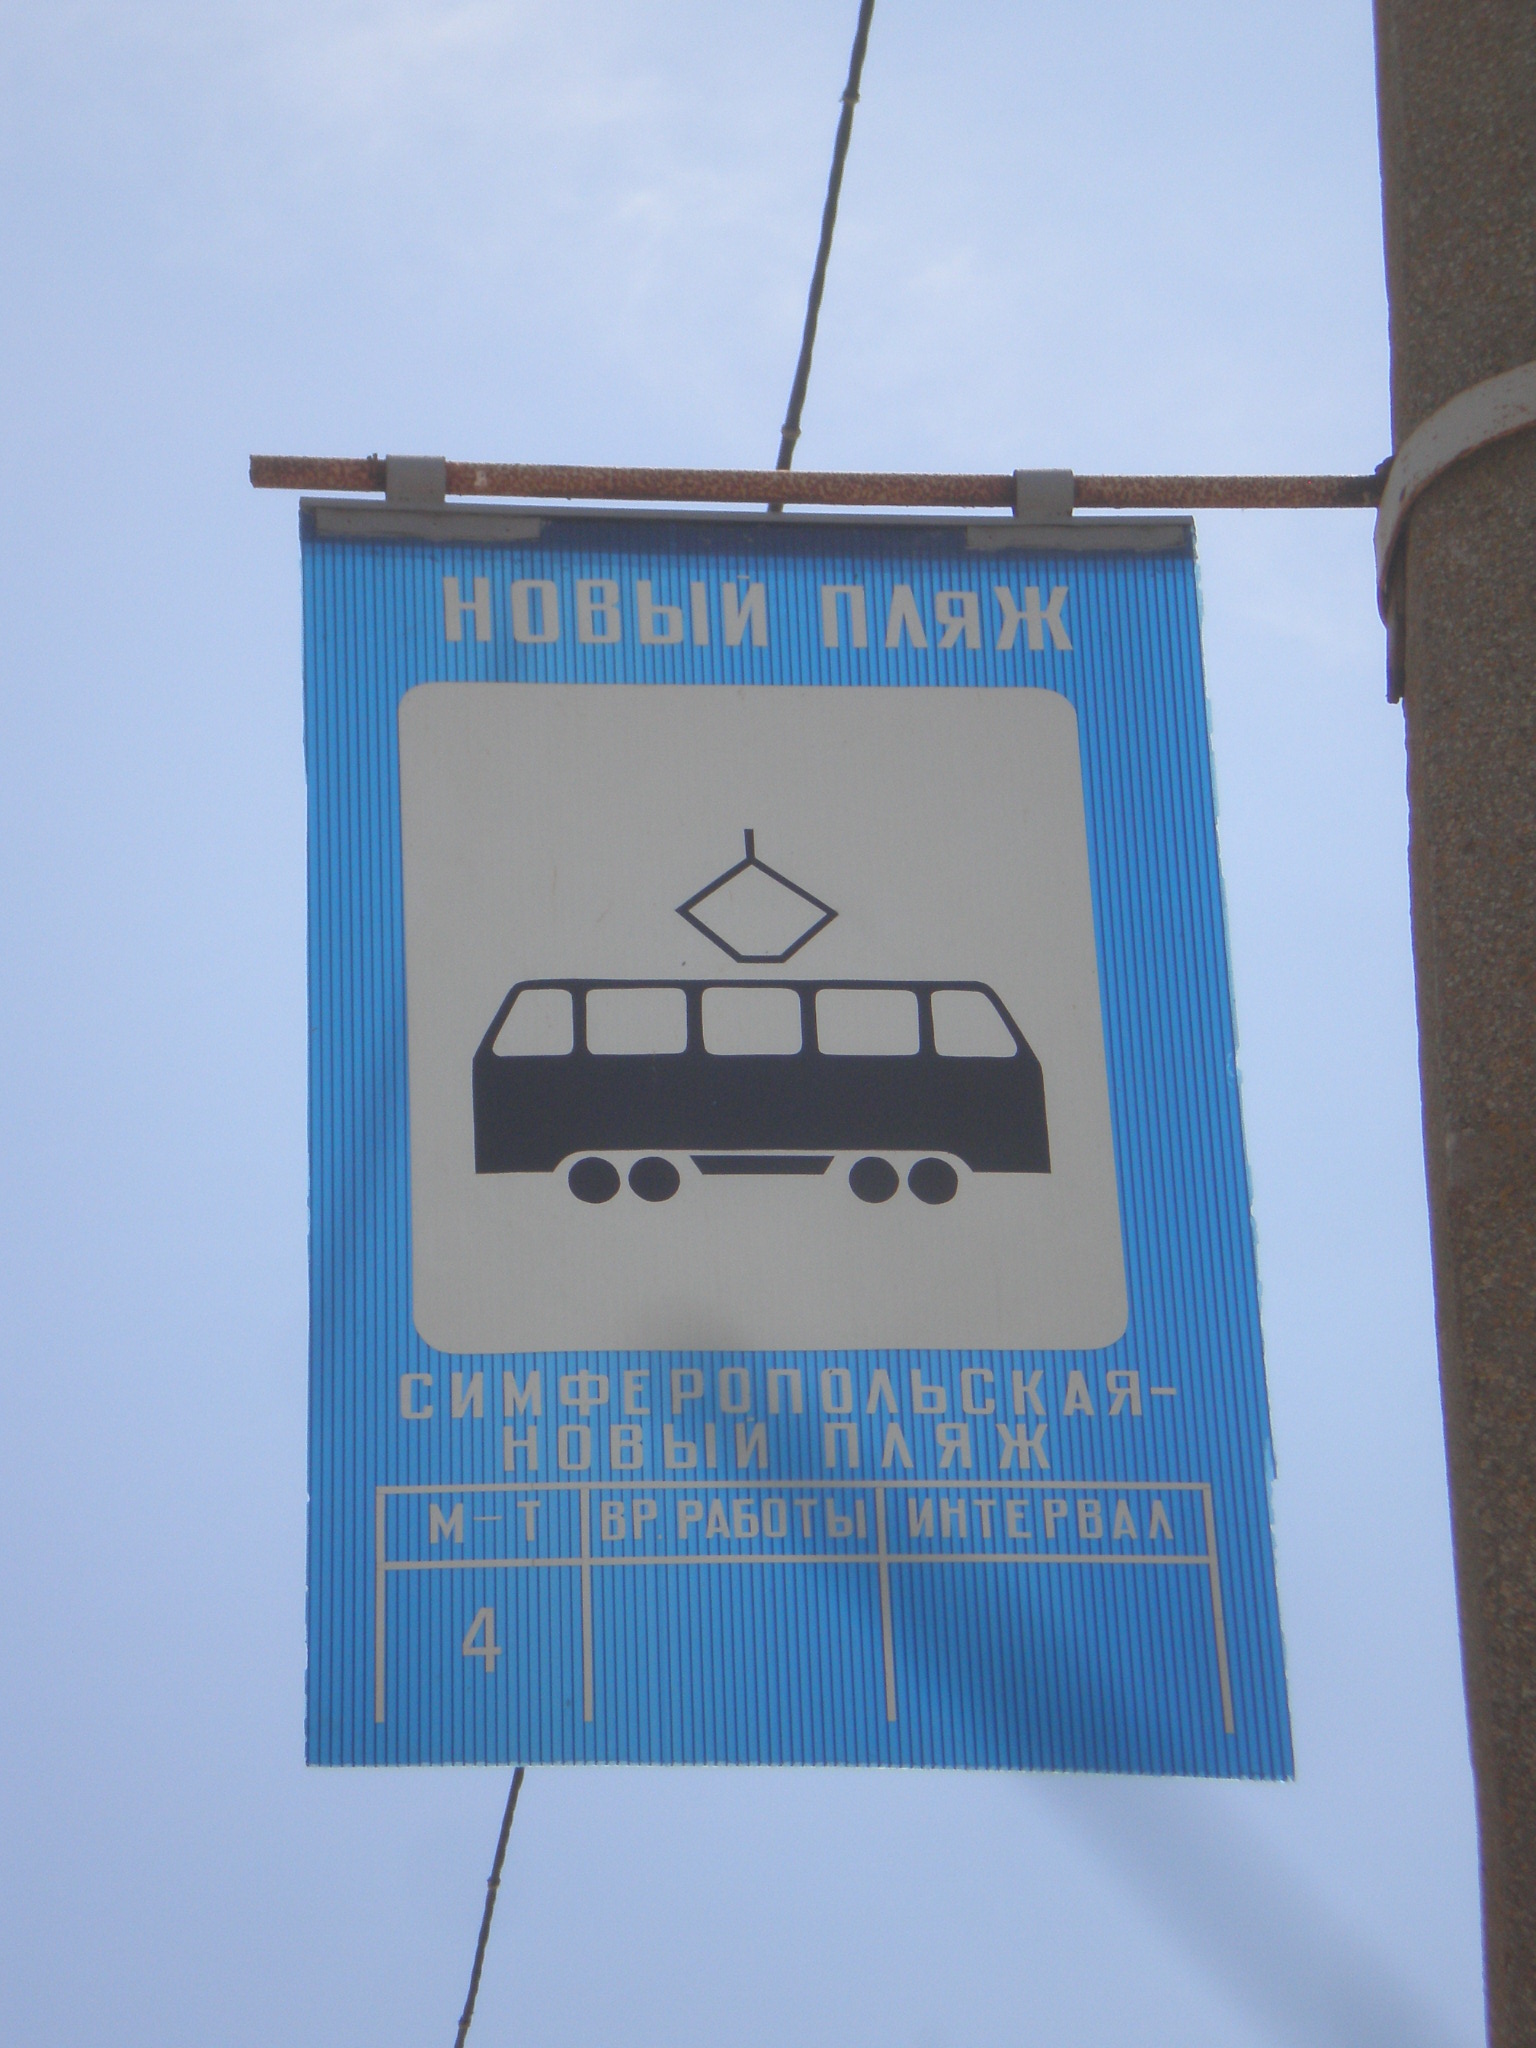 НОВЫЙ ПЛЯЖ
СИМФЕРОПОЛЬСКАЯ-
НОВЫЙ ПЛЯЖ
М-Т ВР. РАБОТЫ ИНТЕРВАЛ
4